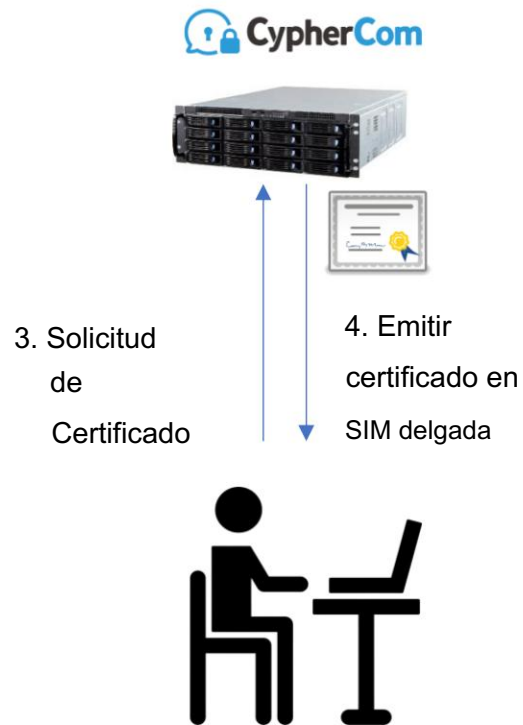 CypherCom
3. Solicitud
de
Certificado
4. Emitir
certificado en
SIM delgada